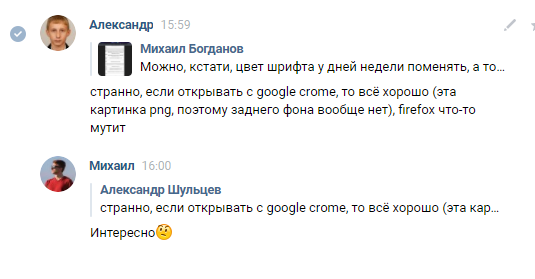 Александр 15:59
Михаил Богданов
Можно, кстати, цвет шрифта у дней недели поменять, а то...
странно, если открывать с google crome, то всё хорошо (эта
картинка png, поэтому заднего фона вообще нет), firefox что-то
мутит
Михаил 16:00
Александр Шульцев
странно, если открывать с google crome, то всё хорошо (эта кар...
Интересно🤔